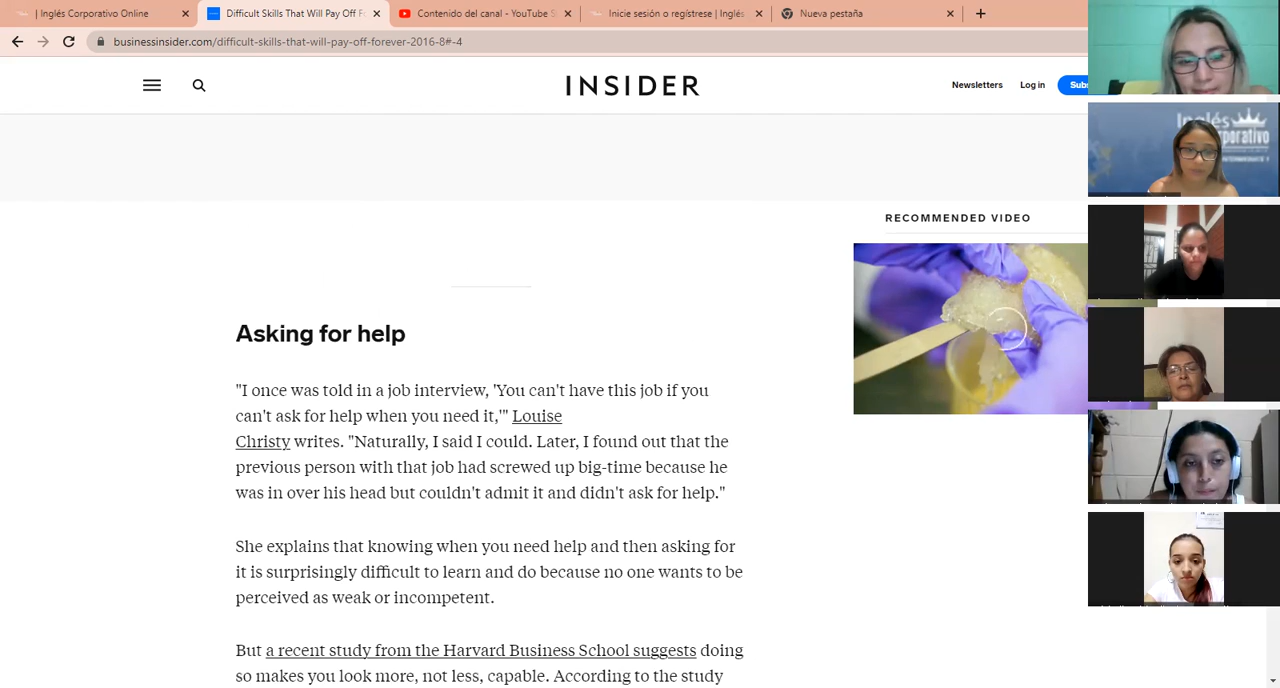 | Inglés Corporativo Online
Difficult Skills That Will Pay Off F
Contenido del canal - YouTube S
Inicie sesión o regístrese | Inglés
Nueva pestaña
businessinsider.com/difficult-skills-that-will-pay-off-forever-2016-8#-4
INSIDER
Newsletters
Log in
Subs
RECOMMENDED VIDEO
Asking for help
"I once was told in a job interview, 'You can't have this job if you
can't ask for help when you need it,'" Louise
Christy writes. "Naturally, I said I could. Later, I found out that the
previous person with that job had screwed up big-time because he
was in over his head but couldn't admit it and didn't ask for help."
She explains that knowing when you need help and then asking for
it is surprisingly difficult to learn and do because no one wants to be
perceived as weak or incompetent.
But a recent study from the Harvard Business School suggests doing
so makes you look more, not less, capable. According to the study
Inglés
rporativo